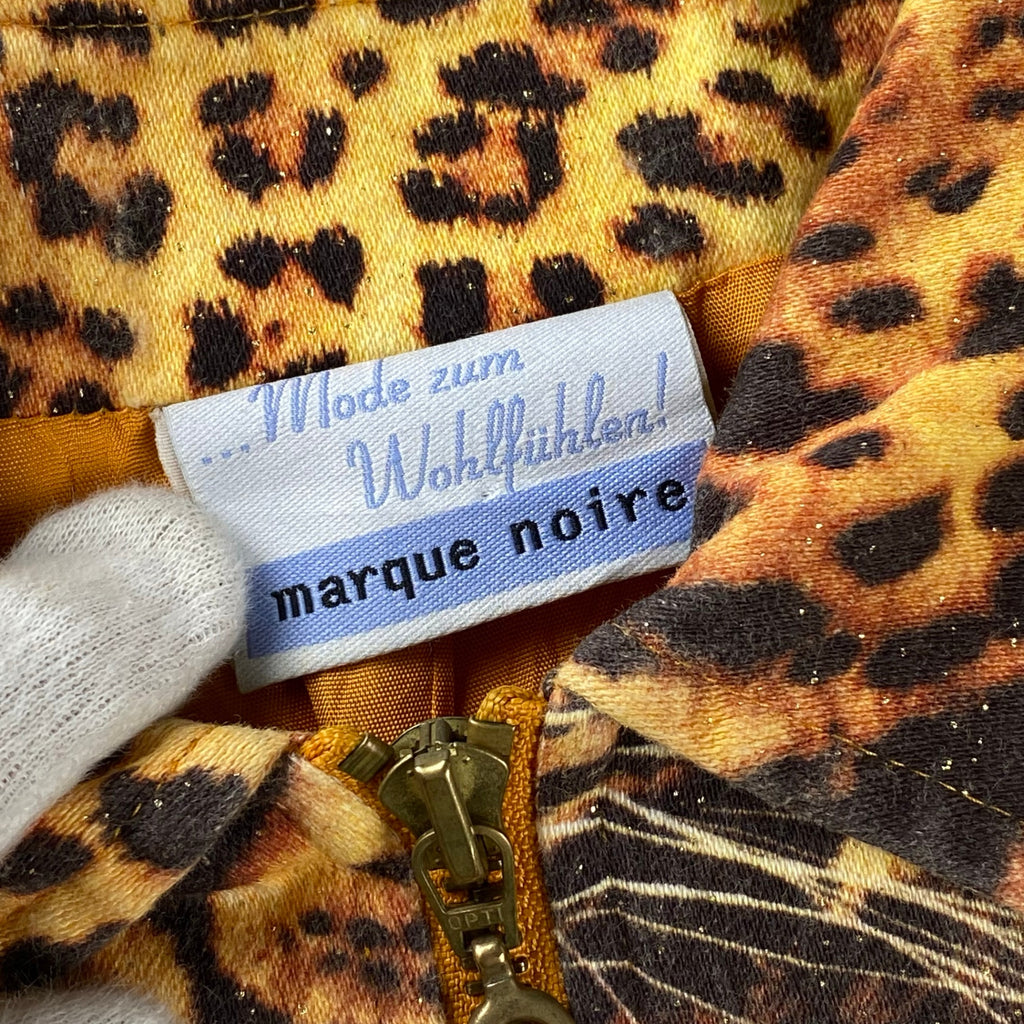 ...Mode zum
Wohlfühlen!
marque noire
OPTI